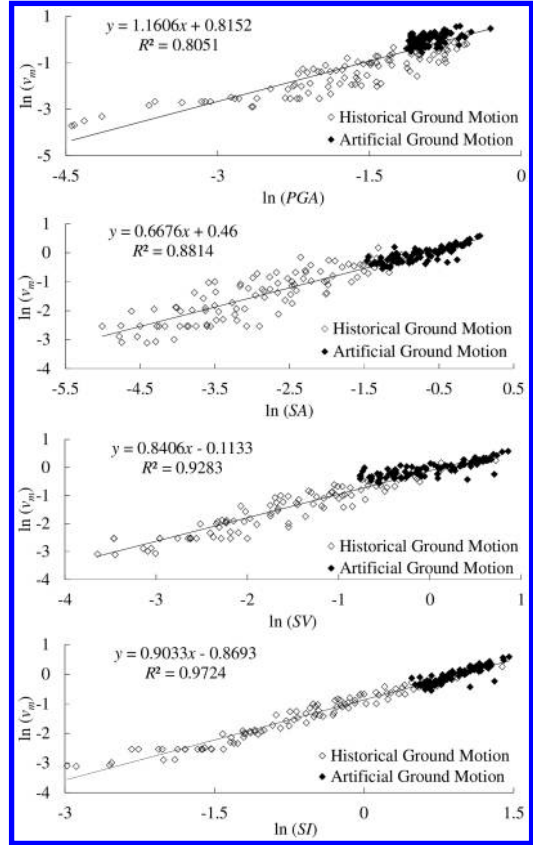 1
y = 1.1606x + 0.8152
R² = 0.8051
-1
ln (vm)
-3
Historical Ground Motion
Artificial Ground Motion
-5
-4.5 -3 -1.5 0
ln (PGA)
1
y = 0.6676x + 0.46
R² = 0.8814
0
-1
ln (vm)
-2
Historical Ground Motion
-3
Artificial Ground Motion
-4
-5.5 -4.5 -3.5 -2.5 -1.5 -0.5 0.5
ln (SA)
1
y = 0.8406x - 0.1133
R² = 0.9283
0
-1
ln (vm)
-2
-3
Historical Ground Motion
Artificial Ground Motion
-4
-4 -3 -2 -1 0 1
ln (SV)
1
y = 0.9033x - 0.8693
R² = 0.9724
0
-1
ln (vm)
-2
-3
Historical Ground Motion
Artificial Ground Motion
-4
-3 -1.5 0 1.5
ln (SI)